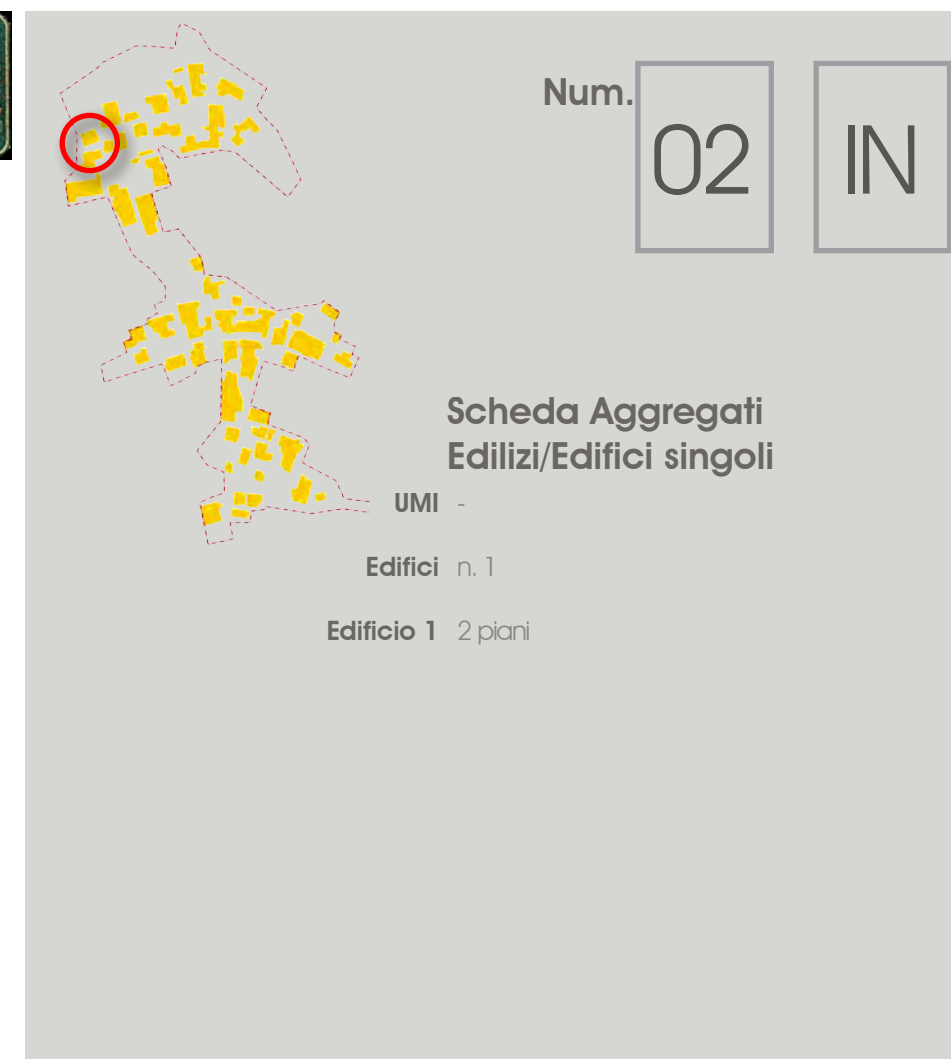 Num.
02 IN
Scheda Aggregati
Edilizi/Edifici singoli
UMI -
Edifici n. 1
Edificio 1 2 piani